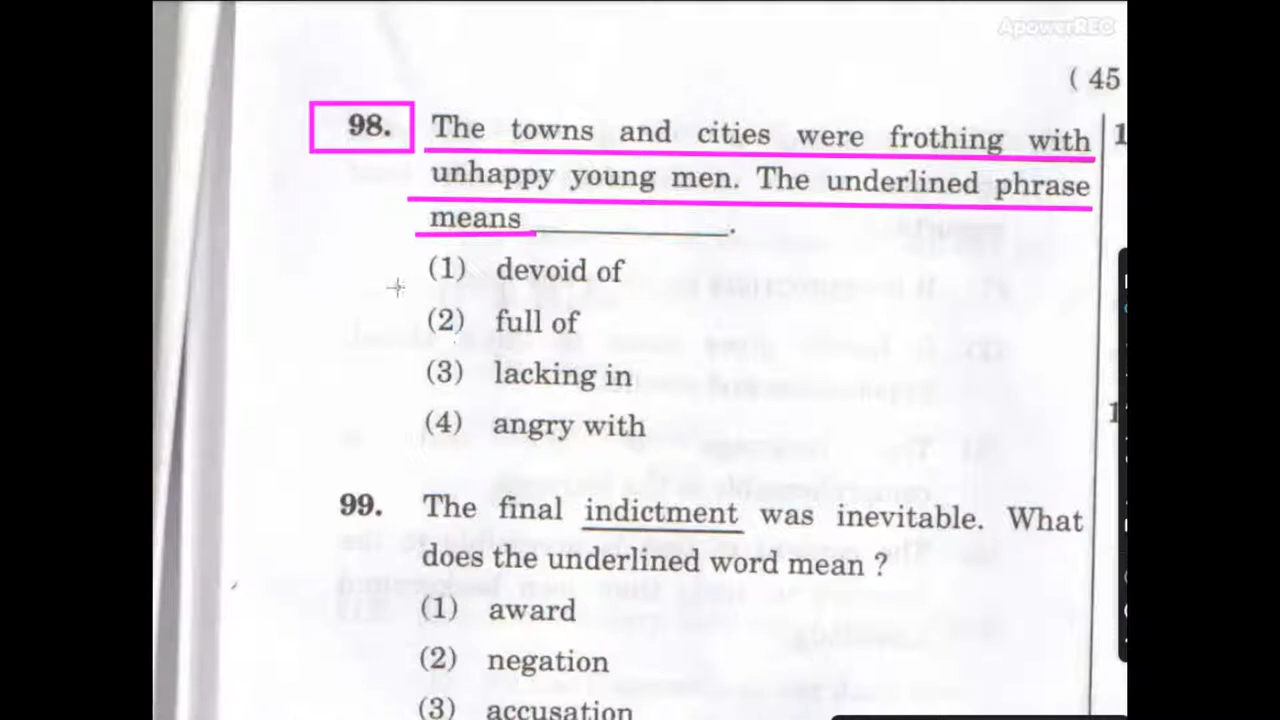 ApowerREC
( 45
98. The towns and cities were frothing with
unhappy young men. The underlined phrase
means ____________.
(1) devoid of
(2) full of
(3) lacking in
(4) angry with
99. The final indictment was inevitable. What
does the underlined word mean ?
(1) award
(2) negation
(3) accusation